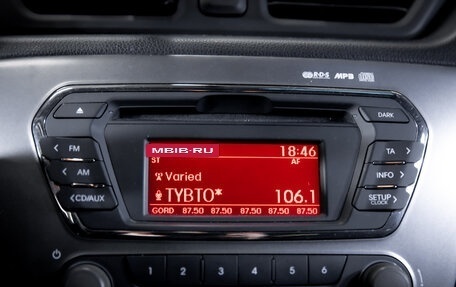 R·D·S MP3
DARK
FM
AM
CD/AUX
TA
INFO
SETUP
CLOCK
MBIB-RU
18:46
ST AF
Varied
TYBTO* 106.1
GORD 87.50 87.50 87.50 87.50 87.50
1 2 3 4 5 6